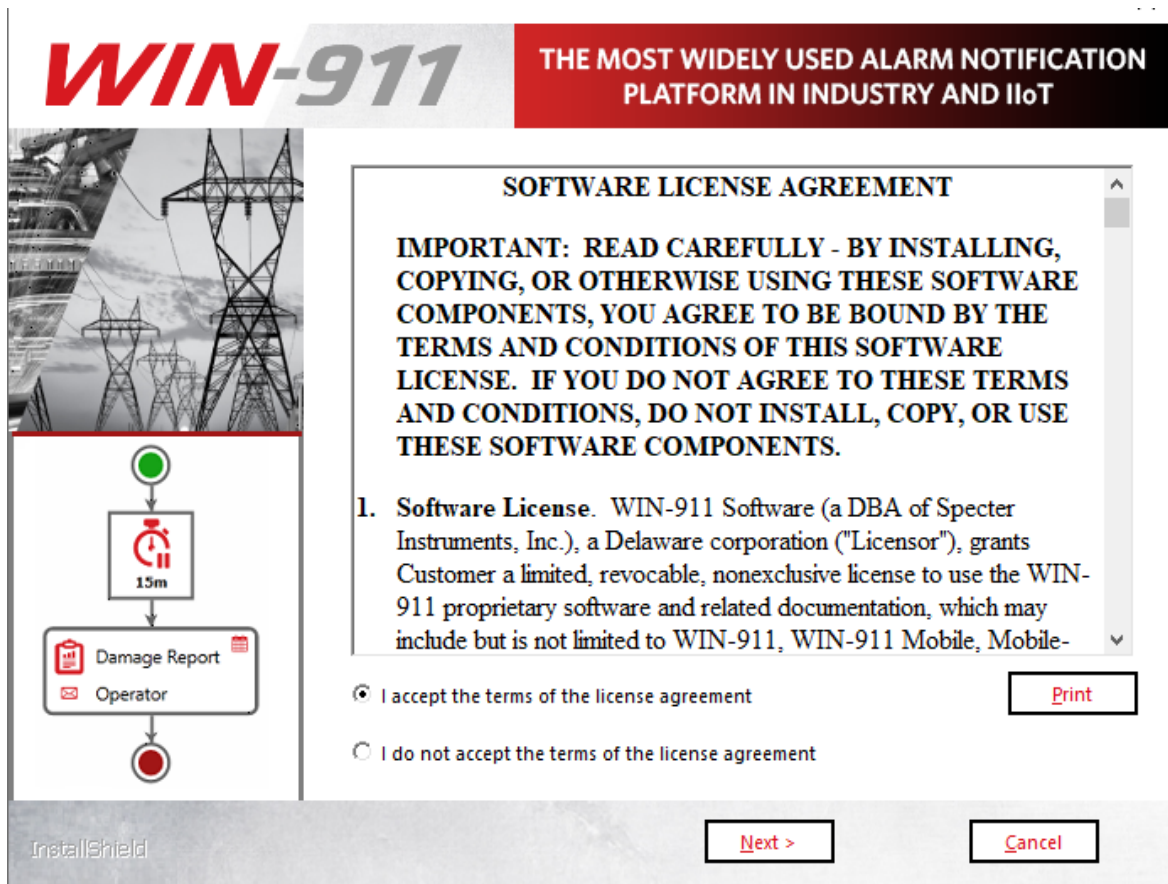 WIN-911
THE MOST WIDELY USED ALARM NOTIFICATION
PLATFORM IN INDUSTRY AND IIoT
SOFTWARE LICENSE AGREEMENT
IMPORTANT: READ CAREFULLY - BY INSTALLING,
COPYING, OR OTHERWISE USING THESE SOFTWARE
COMPONENTS, YOU AGREE TO BE BOUND BY THE
TERMS AND CONDITIONS OF THIS SOFTWARE
LICENSE. IF YOU DO NOT AGREE TO THESE TERMS
AND CONDITIONS, DO NOT INSTALL, COPY, OR USE
THESE SOFTWARE COMPONENTS.
1. Software License. WIN-911 Software (a DBA of Specter
Instruments, Inc.), a Delaware corporation ("Licensor"), grants
Customer a limited, revocable, nonexclusive license to use the WIN-
911 proprietary software and related documentation, which may
include but is not limited to WIN-911, WIN-911 Mobile, Mobile-
15m
Damage Report
Operator
I accept the terms of the license agreement
Print
I do not accept the terms of the license agreement
InstallShield
Next >
Cancel